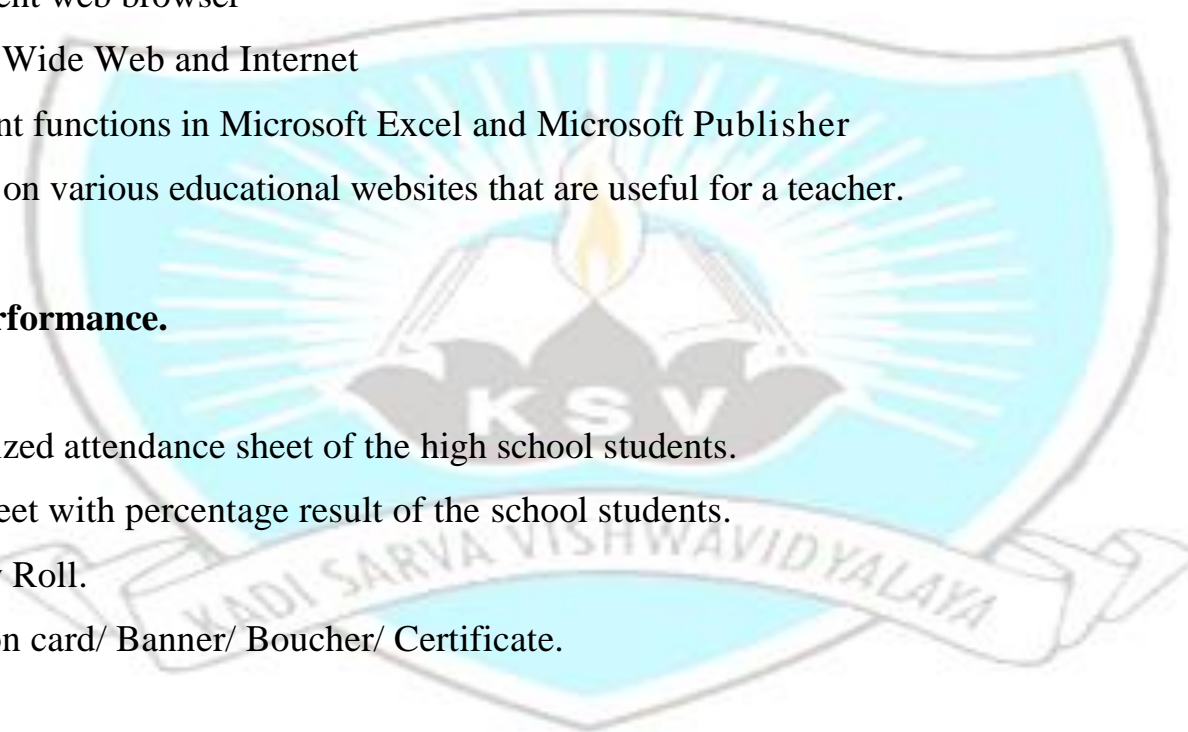 ent web browser
Wide Web and Internet
nt functions in Microsoft Excel and Microsoft Publisher
on various educational websites that are useful for a teacher.
rformance.
KSV
ized attendance sheet of the high school students.
eet with percentage result of the school students.
Roll.
KADI SARVA VISHWAVIDYALAYA
on card/ Banner/ Boucher/ Certificate.